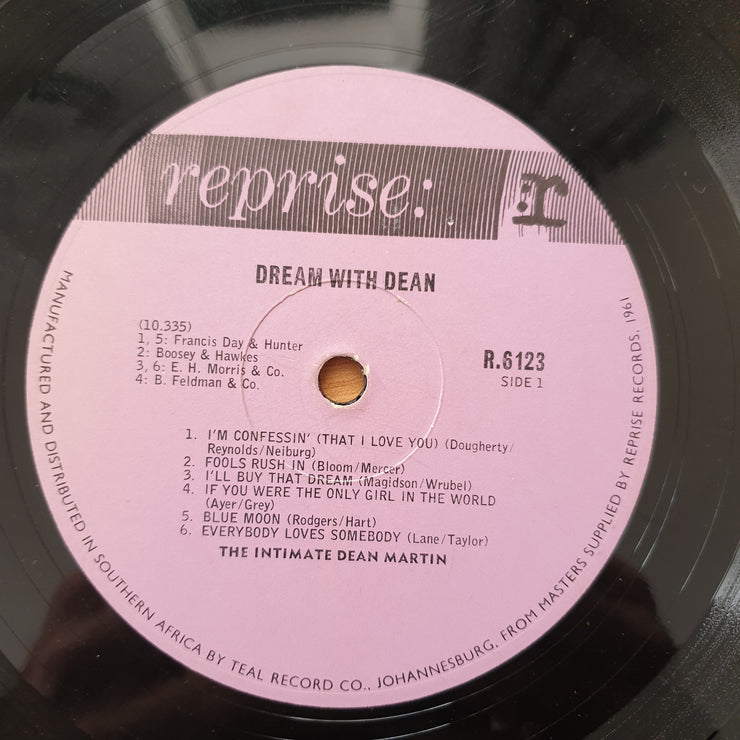 reprise:
:r
DREAM WITH DEAN
(10.335)
1, 5: Francis Day & Hunter
2: Boosey & Hawkes
3, 6: E. H. Morris & Co.
4: B. Feldman & Co.
R.6123
SIDE 1
1. I'M CONFESSIN' (THAT I LOVE YOU) (Dougherty/
Reynolds/Neiburg)
2. FOOLS RUSH IN (Bloom/Mercer)
3. I'LL BUY THAT DREAM (Magidson/Wrubel)
4. IF YOU WERE THE ONLY GIRL IN THE WORLD
(Ayer/Grey)
5. BLUE MOON (Rodgers/Hart)
6. EVERYBODY LOVES SOMEBODY (Lane/Taylor)
THE INTIMATE DEAN MARTIN
MANUFACTURED AND DISTRIBUTED IN SOUTHERN AFRICA BY TEAL RECORD CO., JOHANNESBURG, FROM MASTERS SUPPLIED BY REPRISE RECORDS. 1961